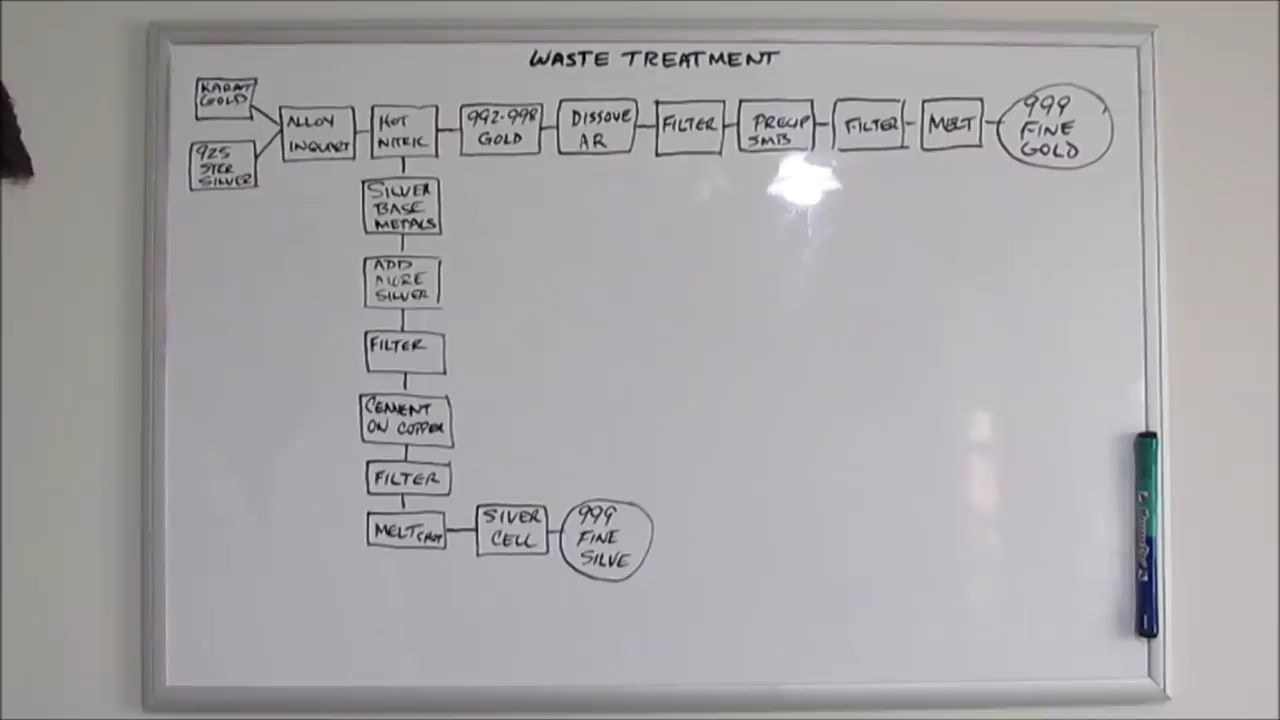 WASTE TREATMENT
KARAT
GOLD
925
STER
SILVER
ALLOY
INQUART
HOT
NITRIC
992-998
GOLD
DISSOVE
AR
FILTER
PRECIP
SMB
FILTER
MELT
999
FINE
GOLD
SILVER
BASE
METALS
ADD
MORE
SILVER
FILTER
CEMENT
ON COPPER
FILTER
MELT SHOT
SILVER
CELL
999
FINE
SILVE